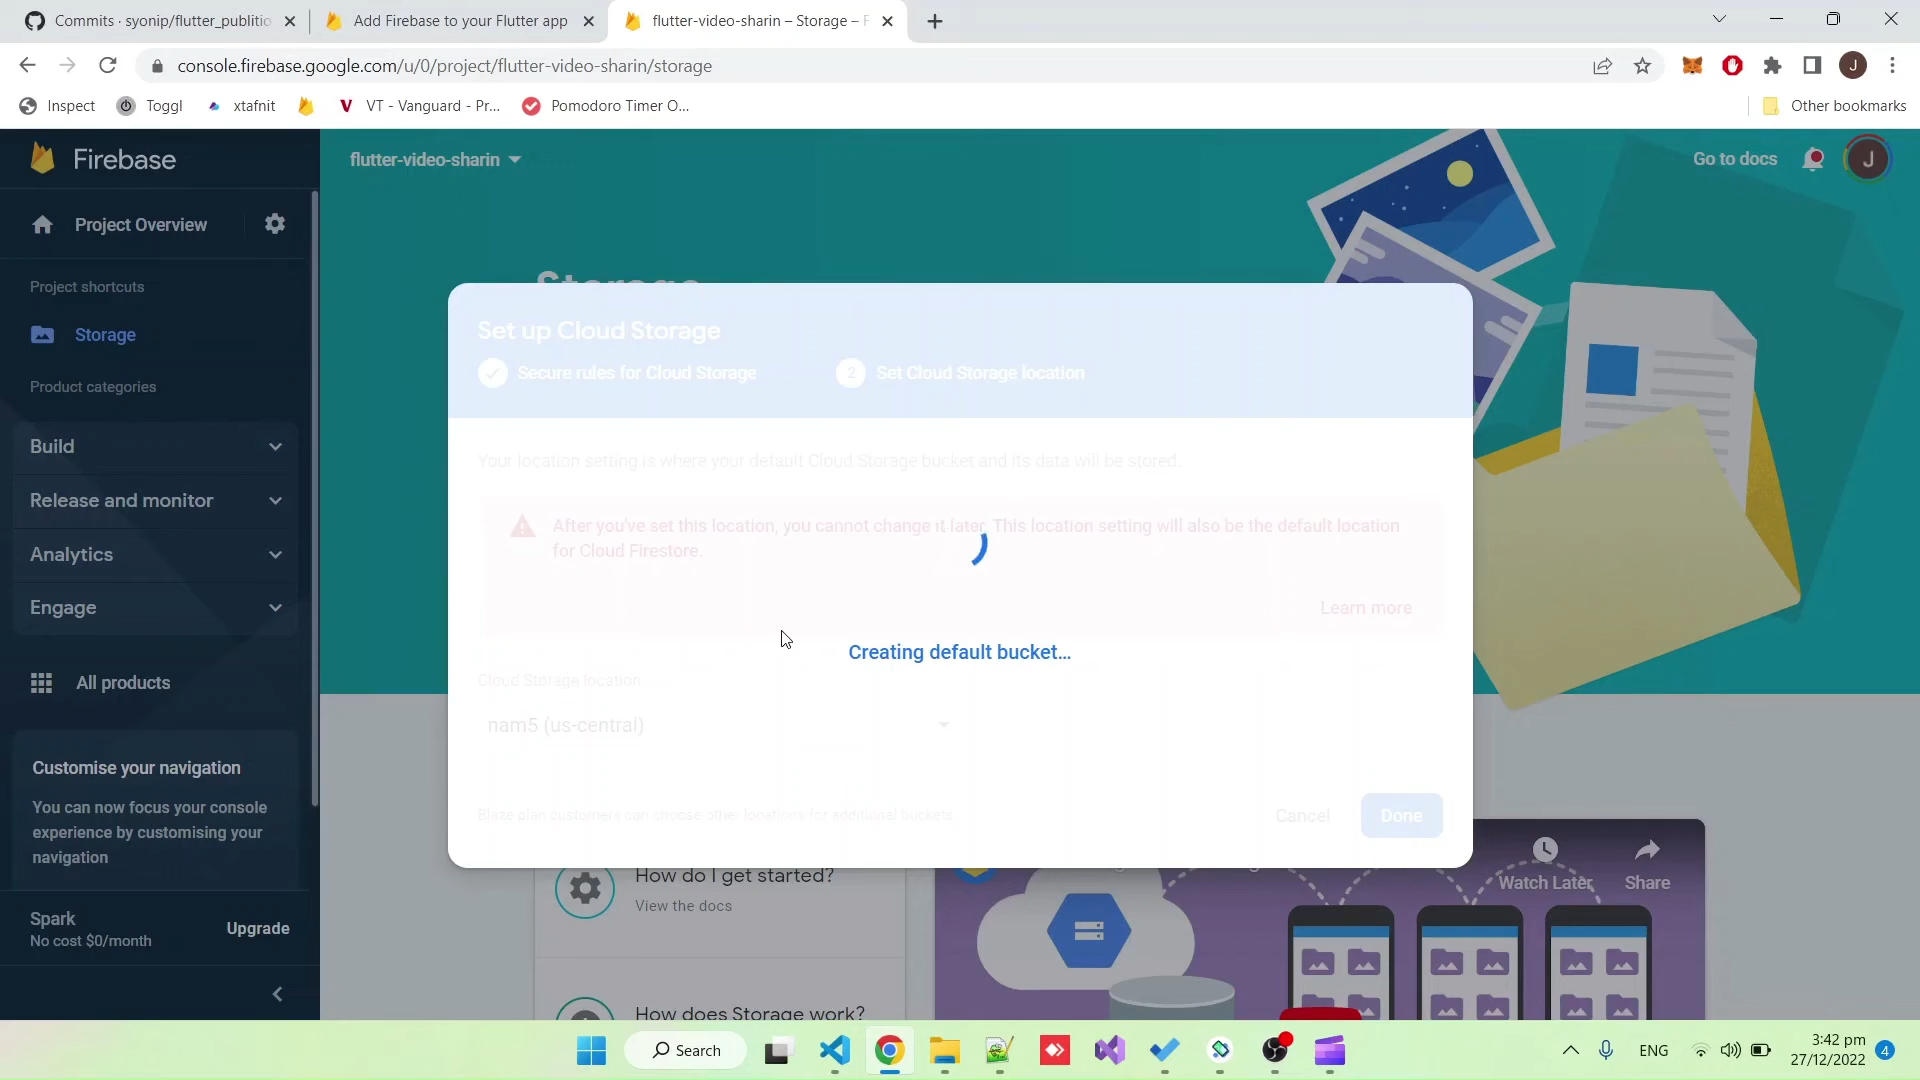 Commits · syonip/flutter_publitio
Add Firebase to your Flutter app
flutter-video-sharin – Storage – F
console.firebase.google.com/u/0/project/flutter-video-sharin/storage
J
Inspect
Toggl
xtafnit
VT - Vanguard - Pr...
Pomodoro Timer O...
Other bookmarks
Firebase
flutter-video-sharin
Go to docs
J
Project Overview
Project shortcuts
Storage
Product categories
Build
Release and monitor
Analytics
Engage
All products
Customise your navigation
You can now focus your console
experience by customising your
navigation
Spark
No cost $0/month
Upgrade
Storage
Set up Cloud Storage
Secure rules for Cloud Storage
2
Set Cloud Storage location
Your location setting is where your default Cloud Storage bucket and its data will be stored.
After you've set this location, you cannot change it later. This location setting will also be the default location
for Cloud Firestore.
Learn more
Creating default bucket...
Cloud Storage location
nam5 (us-central)
Blaze plan customers can choose other locations for additional buckets
Cancel
Done
How do I get started?
View the docs
How does Storage work?
Watch Later
Share
Search
ENG
3:42 pm
27/12/2022
4